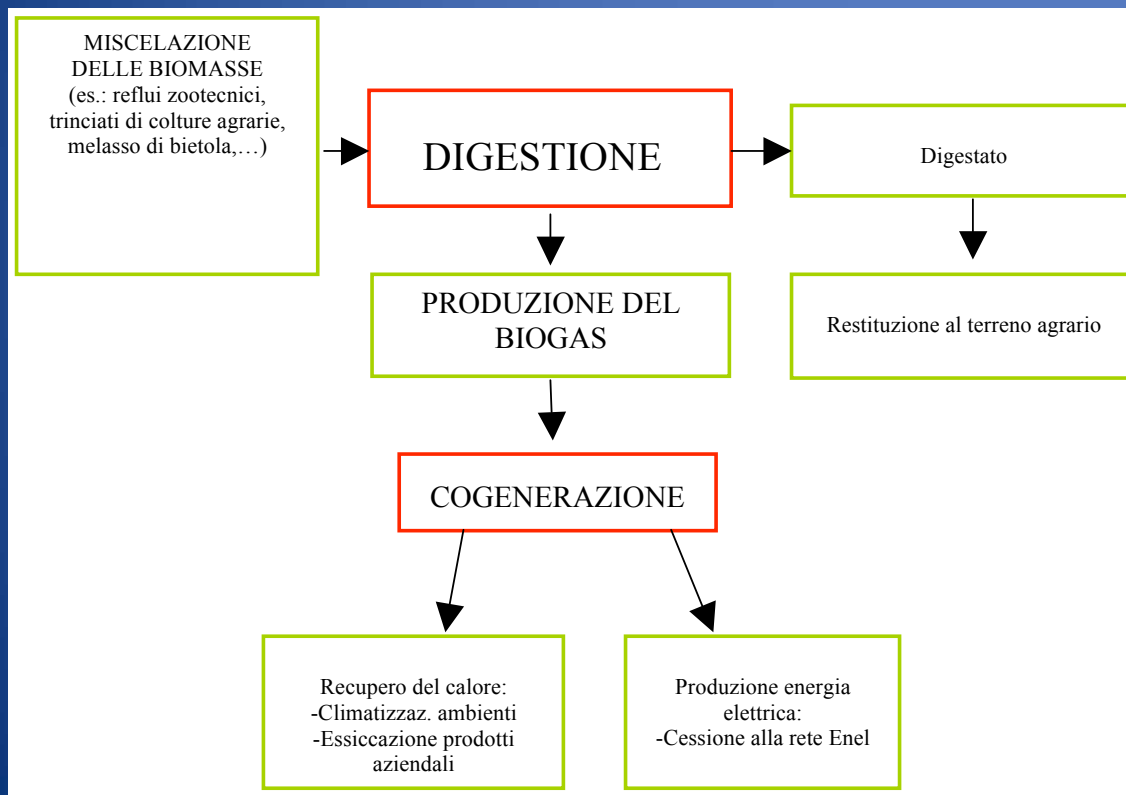 MISCELAZIONE
DELLE BIOMASSE
(es.: reflui zootecnici,
trinciati di colture agrarie,
melasso di bietola,…)
DIGESTIONE
Digestato
PRODUZIONE DEL
BIOGAS
Restituzione al terreno agrario
COGENERAZIONE
Recupero del calore:
-Climatizzaz. ambienti
-Essiccazione prodotti
aziendali
Produzione energia
elettrica:
-Cessione alla rete Enel